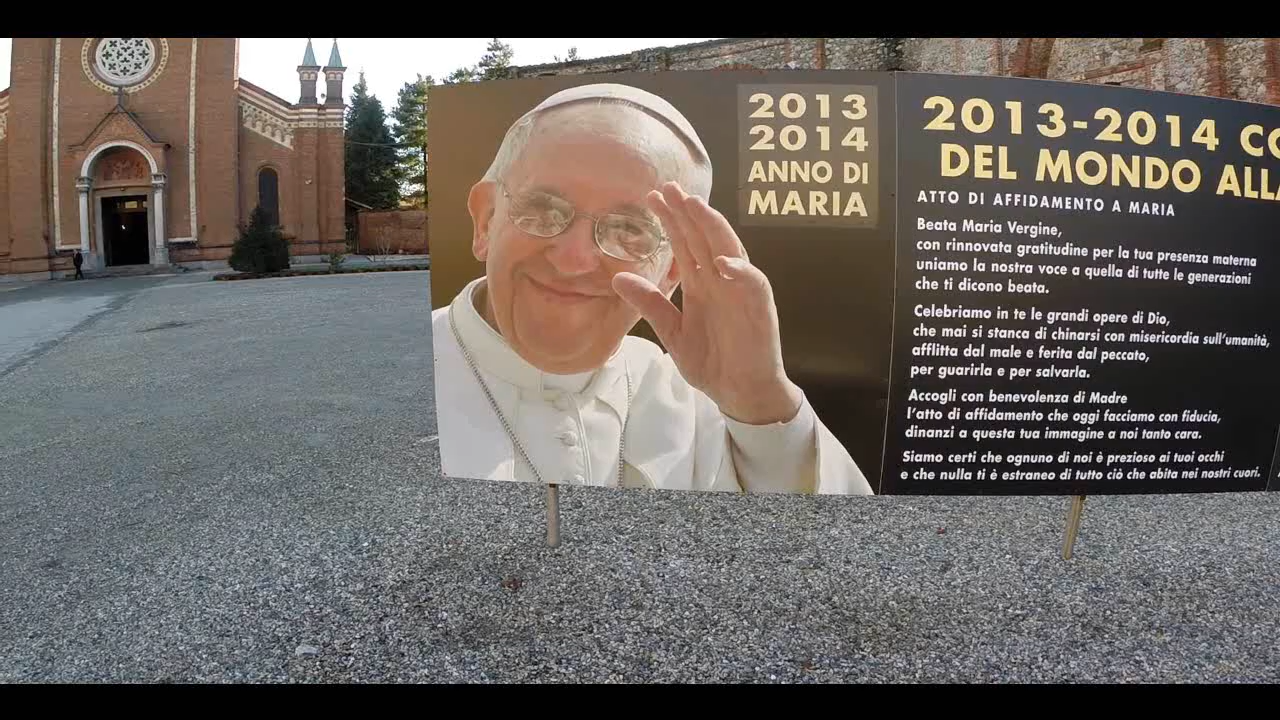 2013
2014
ANNO DI
MARIA
2013-2014
DEL MONDO
ATTO DI AFFIDAMENTO A MARIA
Beata Maria Vergine,
con rinnovata gratitudine per la tua presenza materna
uniamo la nostra voce a quella di tutte le generazioni
che ti dicono beata.
Celebriamo in te le grandi opere di Dio,
che mai si stanca di chinarsi con misericordia sull'umanità,
afflitta dal male e ferita dal peccato,
per guarirla e per salvarla.
Accogli con benevolenza di Madre
l'atto di affidamento che oggi facciamo con fiducia,
dinanzi a questa tua immagine a noi tanto cara.
Siamo certi che ognuno di noi è prezioso ai tuoi occhi
e che nulla ti è estraneo di tutto ciò che abita nei nostri cuori.